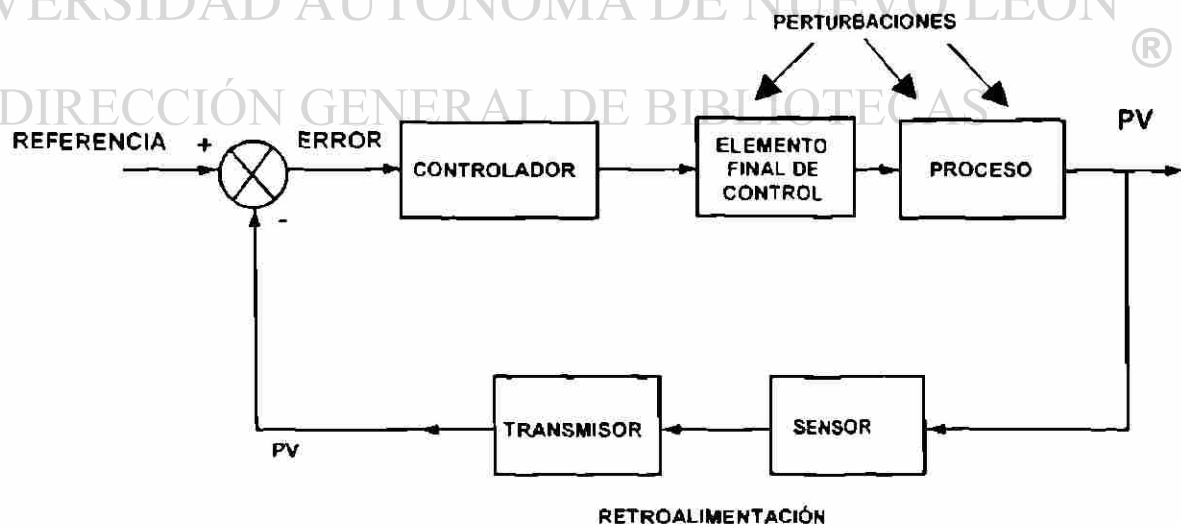 VERSIDAD AUTÓNOMA DE NUEVO LEÓN
PERTURBACIONES
®
DIRECCIÓN GENERAL DE BIBLIOTECAS
PV
REFERENCIA + ERROR
CONTROLADOR
ELEMENTO
FINAL DE
CONTROL
PROCESO
-
TRANSMISOR
SENSOR
PV
RETROALIMENTACIÓN